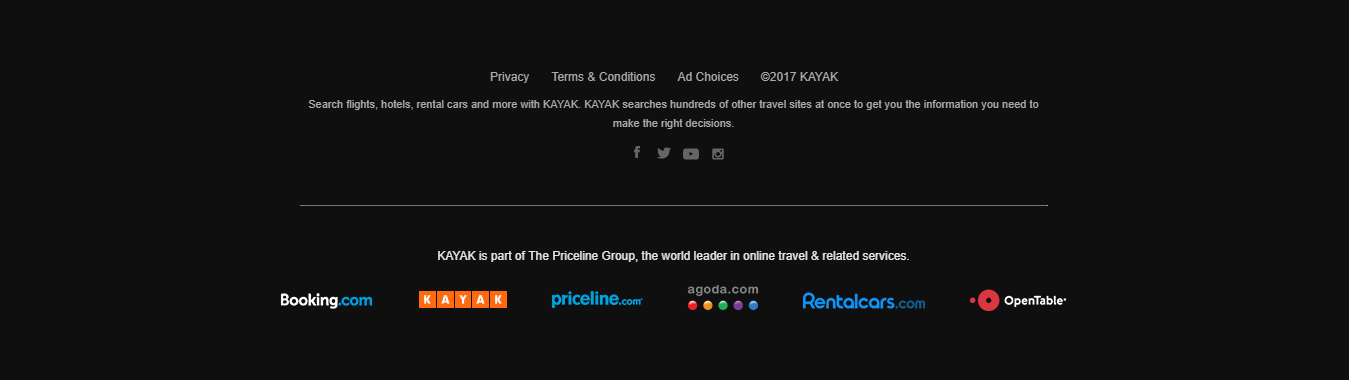 Privacy Terms & Conditions Ad Choices ©2017 KAYAK
Search flights, hotels, rental cars and more with KAYAK. KAYAK searches hundreds of other travel sites at once to get you the information you need to
make the right decisions.
KAYAK is part of The Priceline Group, the world leader in online travel & related services.
Booking.com KAYAK priceline.com agoda.com Rentalcars.com OpenTable